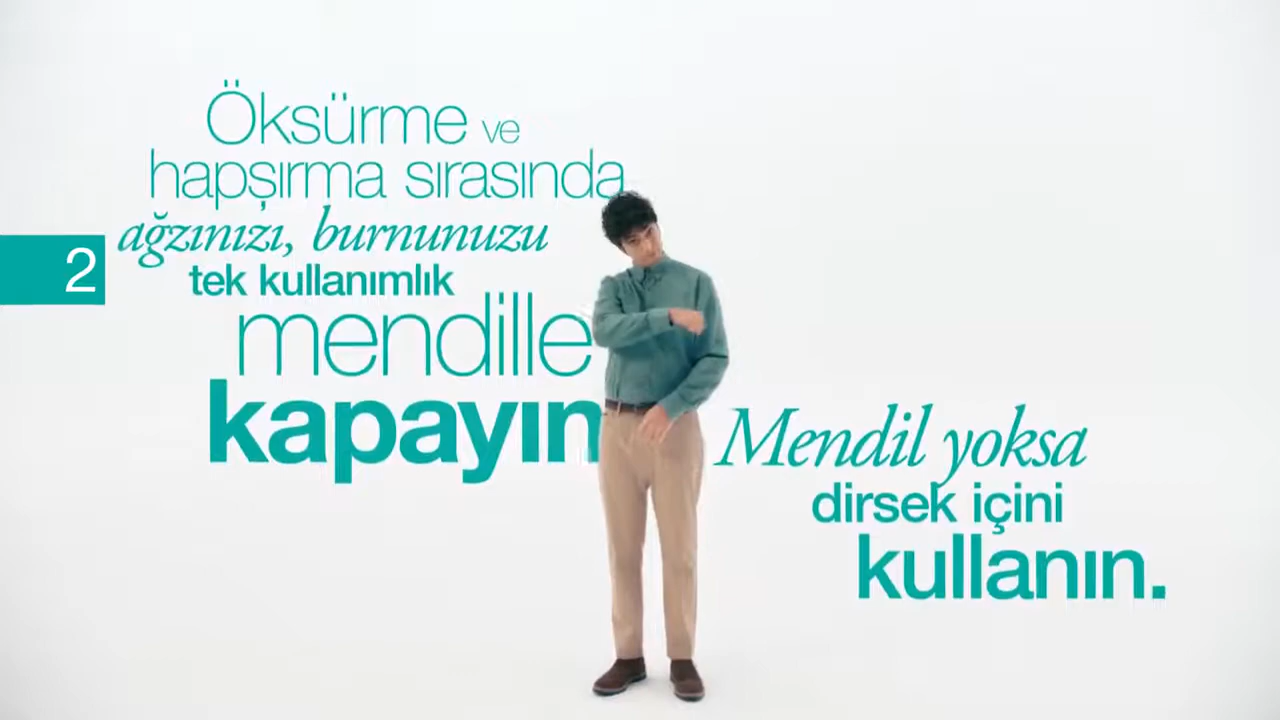 2
Öksürme ve
hapşırma sırasında
ağzınızı, burnunuzu
tek kullanımlık
mendille
kapayın
Mendil yoksa
dirsek içini
kullanın.